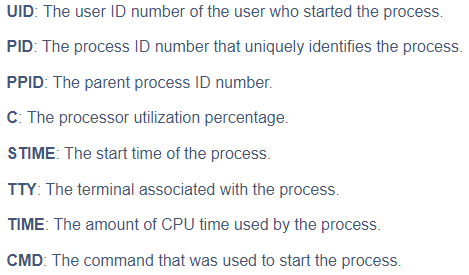 UID: The user ID number of the user who started the process.
PID: The process ID number that uniquely identifies the process.
PPID: The parent process ID number.
C: The processor utilization percentage.
STIME: The start time of the process.
TTY: The terminal associated with the process.
TIME: The amount of CPU time used by the process.
CMD: The command that was used to start the process.